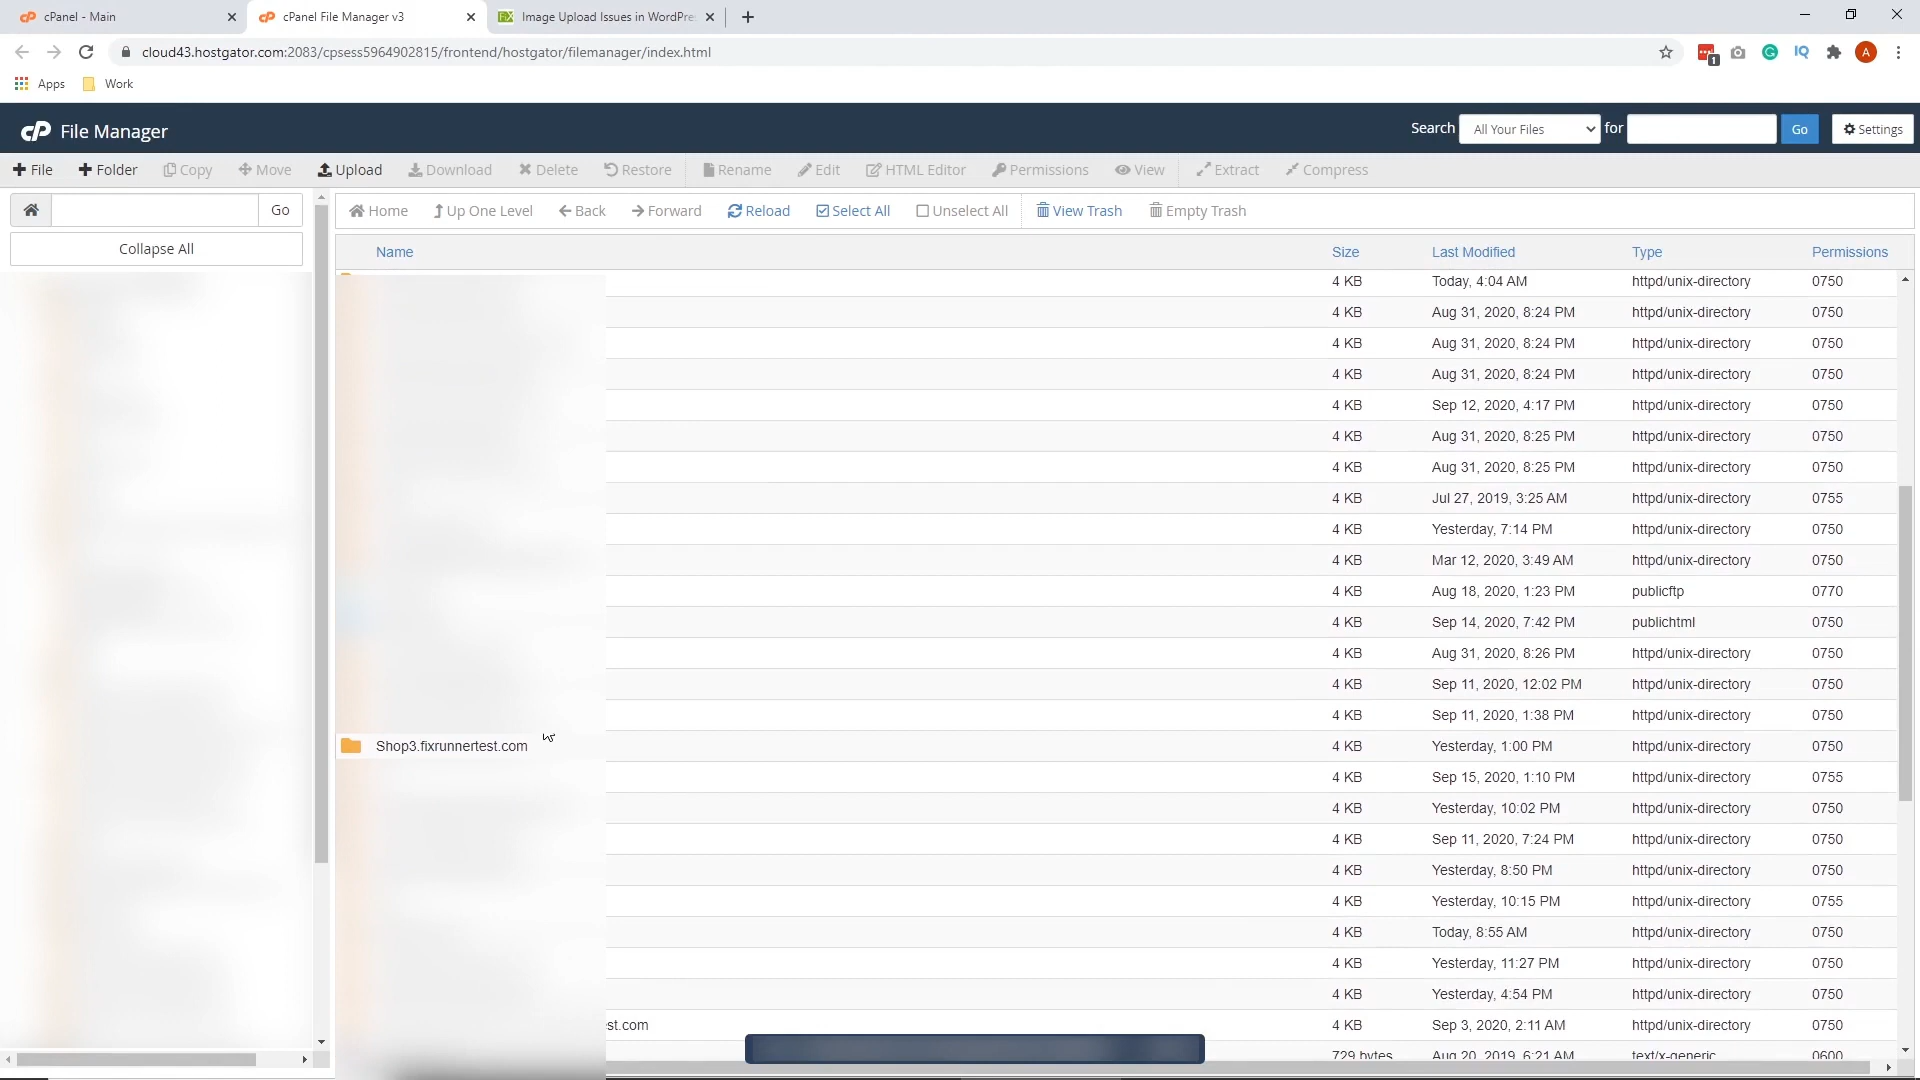 cPanel - Main
cPanel File Manager v3
Image Upload Issues in WordPre
cloud43.hostgator.com:2083/cpsess5964902815/frontend/hostgator/filemanager/index.html
1
IQ
A
Apps
Work
cP File Manager
Search All Your Files for Go Settings
File Folder Copy Move Upload Download Delete Restore Rename Edit HTML Editor Permissions View Extract Compress
Go
Home Up One Level Back Forward Reload Select All Unselect All View Trash Empty Trash
Collapse All
Name Size Last Modified Type Permissions
4 KB Today, 4:04 AM httpd/unix-directory 0750
4 KB Aug 31, 2020, 8:24 PM httpd/unix-directory 0750
4 KB Aug 31, 2020, 8:24 PM httpd/unix-directory 0750
4 KB Aug 31, 2020, 8:24 PM httpd/unix-directory 0750
4 KB Sep 12, 2020, 4:17 PM httpd/unix-directory 0750
4 KB Aug 31, 2020, 8:25 PM httpd/unix-directory 0750
4 KB Aug 31, 2020, 8:25 PM httpd/unix-directory 0750
4 KB Jul 27, 2019, 3:25 AM httpd/unix-directory 0755
4 KB Yesterday, 7:14 PM httpd/unix-directory 0750
4 KB Mar 12, 2020, 3:49 AM httpd/unix-directory 0750
4 KB Aug 18, 2020, 1:23 PM publicftp 0770
4 KB Sep 14, 2020, 7:42 PM publichtml 0750
4 KB Aug 31, 2020, 8:26 PM httpd/unix-directory 0750
4 KB Sep 11, 2020, 12:02 PM httpd/unix-directory 0750
4 KB Sep 11, 2020, 1:38 PM httpd/unix-directory 0750
Shop3.fixrunnertest.com 4 KB Yesterday, 1:00 PM httpd/unix-directory 0750
4 KB Sep 15, 2020, 1:10 PM httpd/unix-directory 0755
4 KB Yesterday, 10:02 PM httpd/unix-directory 0750
4 KB Sep 11, 2020, 7:24 PM httpd/unix-directory 0750
4 KB Yesterday, 8:50 PM httpd/unix-directory 0750
4 KB Yesterday, 10:15 PM httpd/unix-directory 0755
4 KB Today, 8:55 AM httpd/unix-directory 0750
4 KB Yesterday, 11:27 PM httpd/unix-directory 0750
4 KB Yesterday, 4:54 PM httpd/unix-directory 0750
st.com 4 KB Sep 3, 2020, 2:11 AM httpd/unix-directory 0750
729 bytes Aug 20, 2019, 6:21 AM text/x-generic 0600